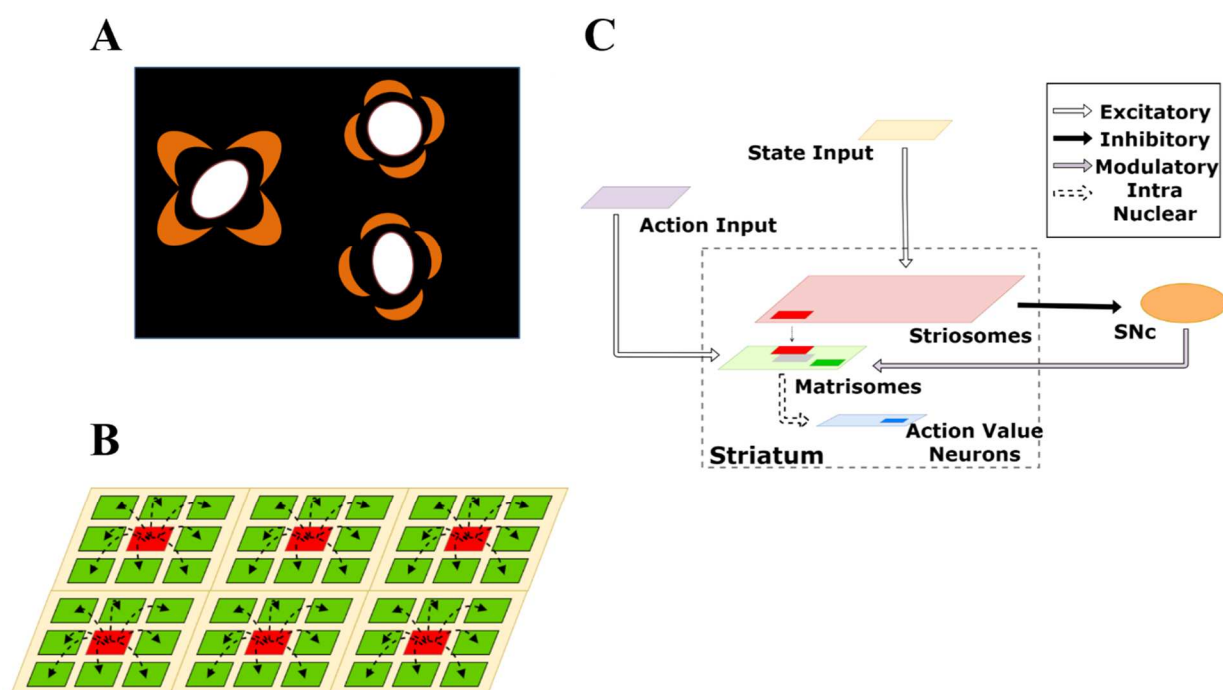 A
C
Excitatory
Inhibitory
Modulatory
Intra
Nuclear
State Input
Action Input
Striosomes
SNc
Matrisomes
Action Value
Neurons
Striatum
B